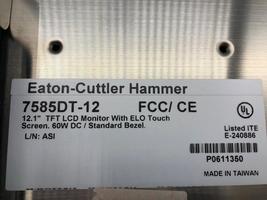 Eaton-Cuttler Hammer
7585DT-12 FCC/ CE
12.1" TFT LCD Monitor With ELO Touch
Screen. 60W DC / Standard Bezel.
L/N: ASI
UL
Listed ITE
E-240886
P0611350
MADE IN TAIWAN